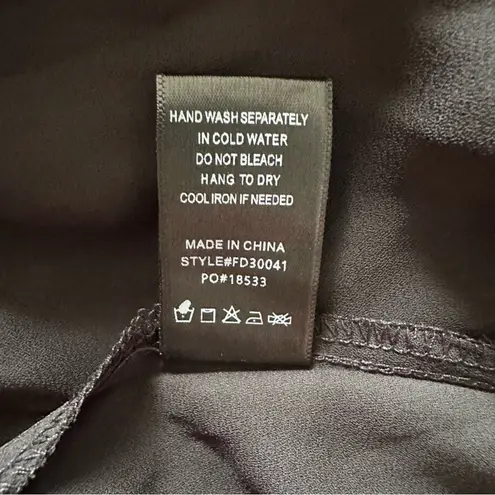 HAND WASH SEPARATELY
IN COLD WATER
DO NOT BLEACH
HANG TO DRY
COOL IRON IF NEEDED
MADE IN CHINA
STYLE#FD30041
PO#18533